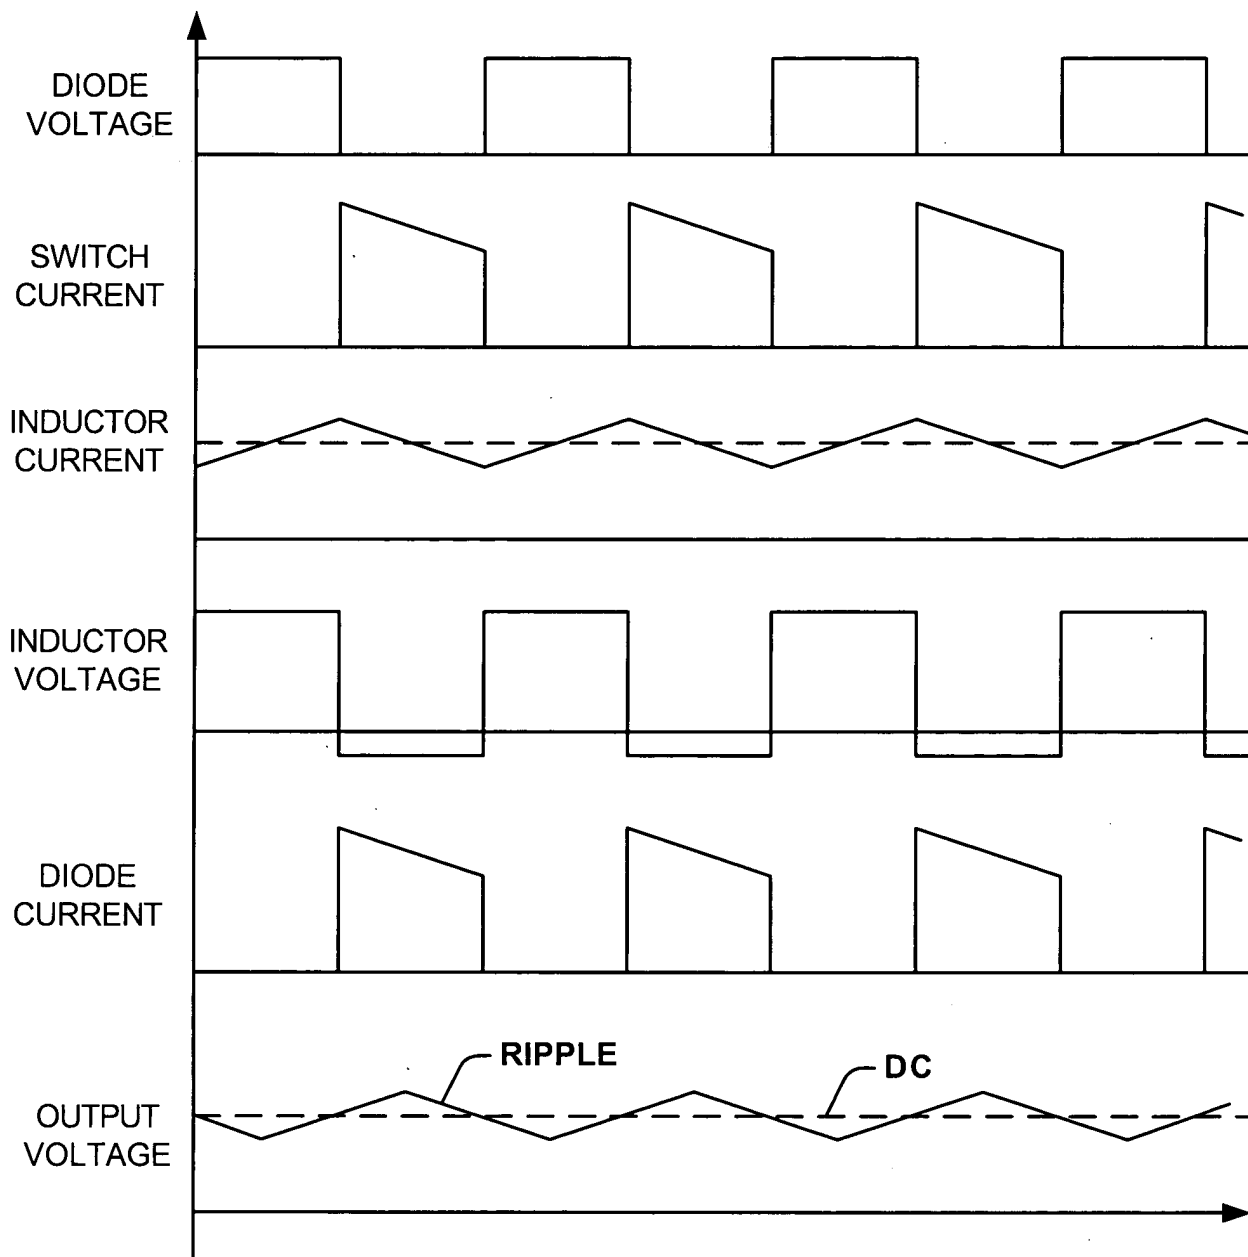 DIODE
VOLTAGE
SWITCH
CURRENT
INDUCTOR
CURRENT
INDUCTOR
VOLTAGE
DIODE
CURRENT
RIPPLE
DC
OUTPUT
VOLTAGE